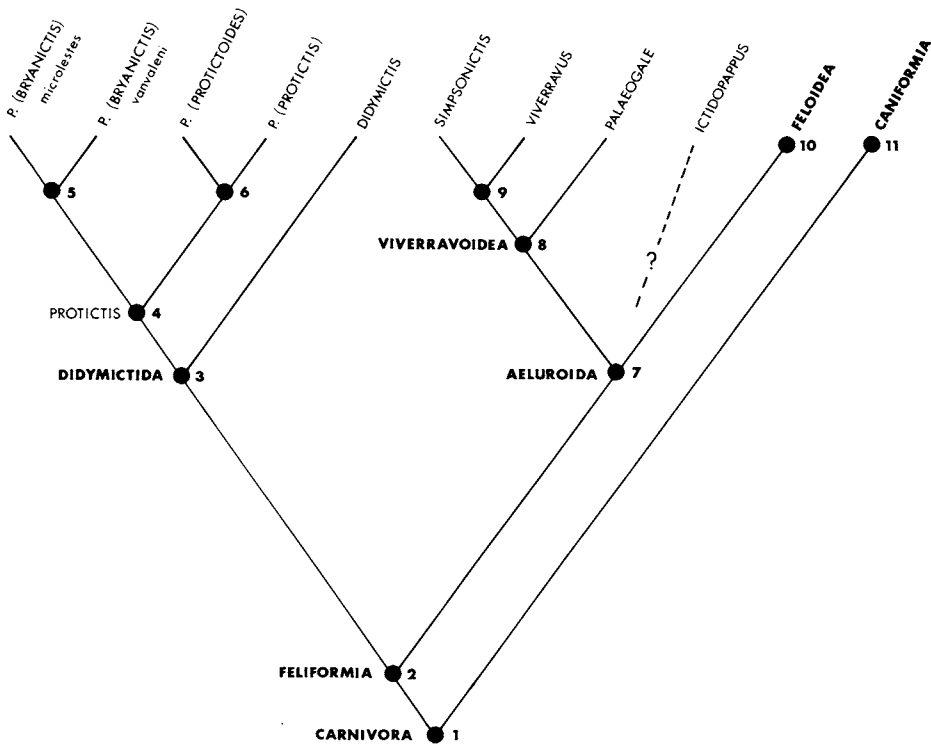 P. (BRYANICTIS)
microlestes
P. (BRYANICTIS)
vanvaleni
P. (PROTICTOIDES)
P. (PROTICTIS)
DIDYMICTIS
SIMPSONICTIS
VIVERRAVUS
PALAEOGALE
ICTIDOPAPPUS
FELOIDEA
CANIFORMIA
10
11
5
6
9
VIVERRAVOIDEA 8
?
PROTICTIS 4
DIDYMICTIDA 3
AELUROIDA 7
FELIFORMIA 2
CARNIVORA 1